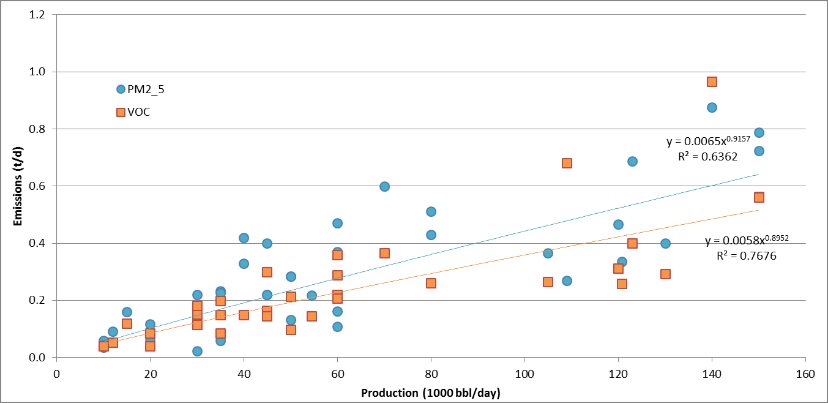 1.2
1.0
0.8
0.6
0.4
0.2
0.0
Emissions (t/d)
PM2_5
VOC
y = 0.0065x^0.9157
R² = 0.6362
y = 0.0058x^0.8952
R² = 0.7676
0 20 40 60 80 100 120 140 160
Production (1000 bbl/day)